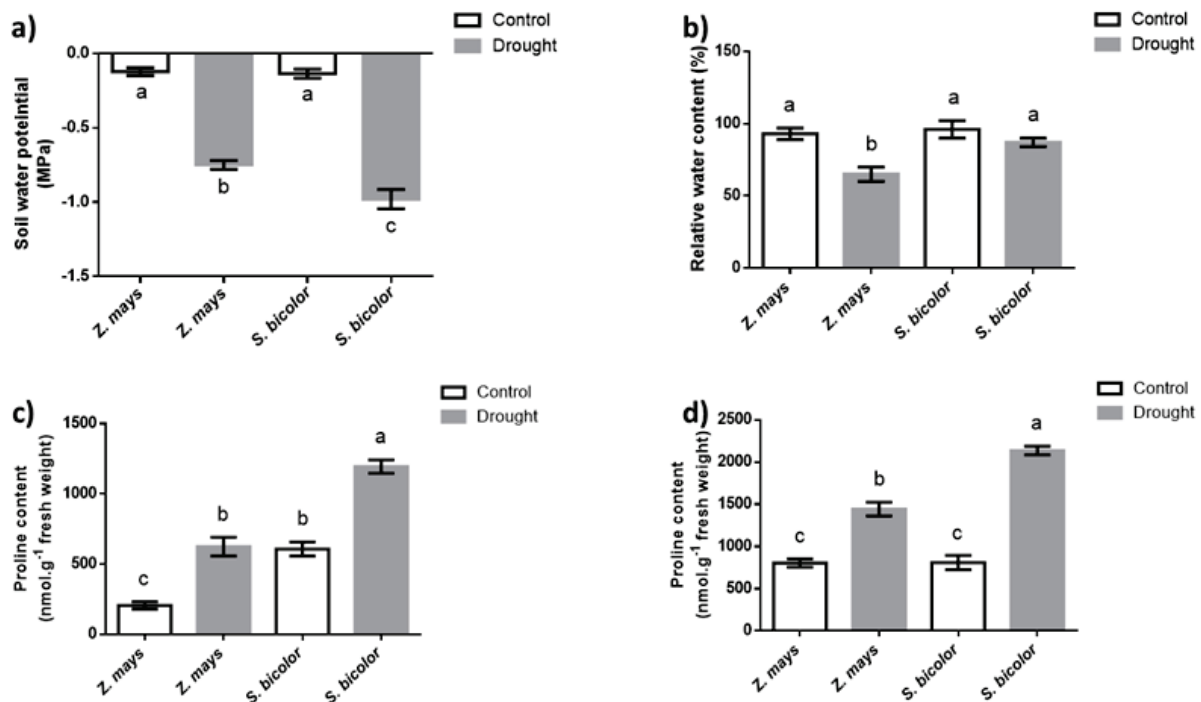 a)
Control
Drought
Soil water poteintial
(MPa)
0.0
-0.5
-1.0
-1.5
a
b
a
c
Z. mays
Z. mays
S. bicolor
S. bicolor
b)
Control
Drought
Relative water content (%)
150
100
50
0
a
b
a
a
Z. mays
Z. mays
S. bicolor
S. bicolor
c)
Control
Drought
Proline content
(nmol.g⁻¹ fresh weight)
1500
1000
500
0
c
b
b
a
Z. mays
Z. mays
S. bicolor
S. bicolor
d)
Control
Drought
Proline content
(nmol.g⁻¹ fresh weight)
2500
2000
1500
1000
500
0
c
b
c
a
Z. mays
Z. mays
S. bicolor
S. bicolor